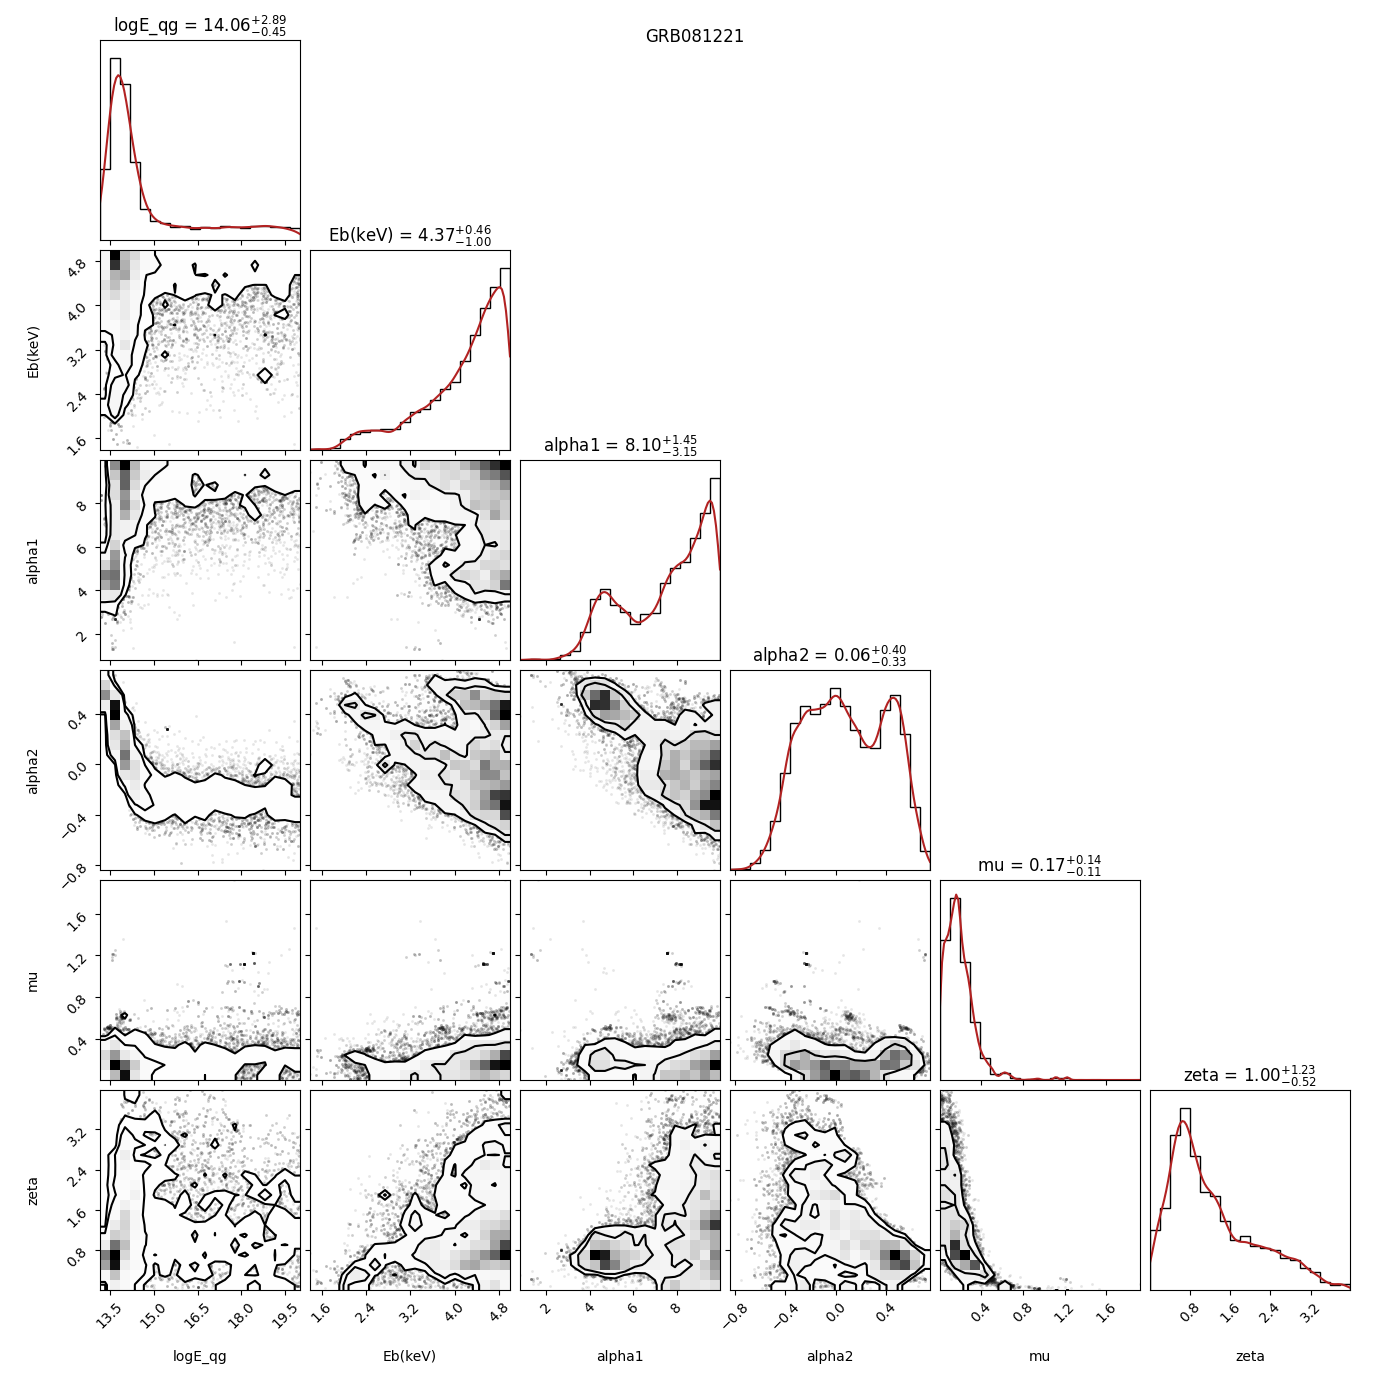 GRB081221
logE_qg = 14.06+2.89 −0.45
Eb(keV) = 4.37+0.46 −1.00
alpha1 = 8.10+1.45 −3.15
alpha2 = 0.06+0.40 −0.33
mu = 0.17+0.14 −0.11
zeta = 1.00+1.23 −0.52
Eb(keV)
4.8
4.0
3.2
2.4
1.6
alpha1
8
6
4
2
alpha2
0.4
0.0
−0.4
−0.8
mu
1.6
1.2
0.8
0.4
zeta
3.2
2.4
1.6
0.8
13.5 15.0 16.5 18.0 19.5
1.6 2.4 3.2 4.0 4.8
2 4 6 8
−0.8 −0.4 0.0 0.4
0.4 0.8 1.2 1.6
0.8 1.6 2.4 3.2
logE_qg Eb(keV) alpha1 alpha2 mu zeta